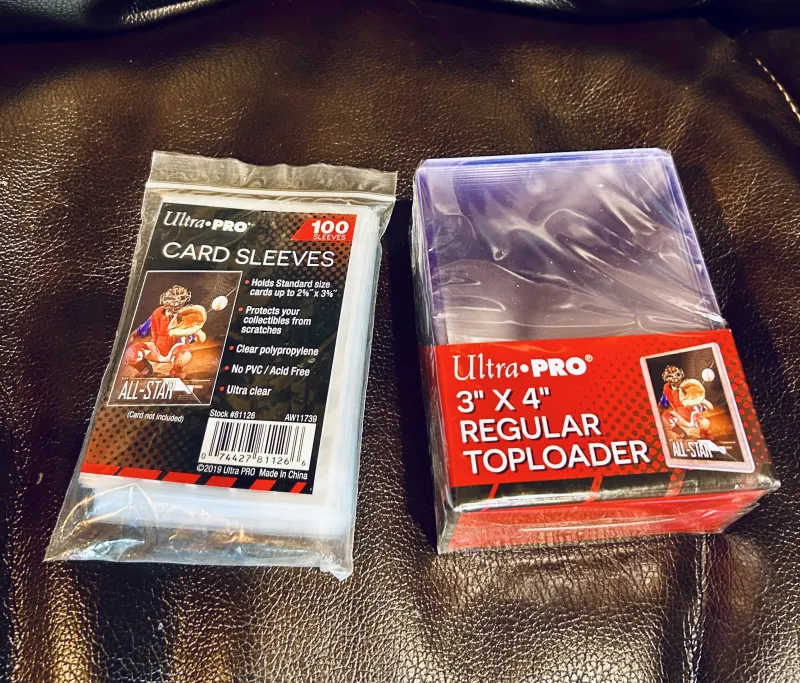 Ultra•PRO®
100
SLEEVES
CARD SLEEVES
• Holds Standard size
cards up to 2⅝" x 3⅝"
• Protects your
collectibles from
scratches
• Clear polypropylene
• No PVC / Acid Free
• Ultra clear
ALL-STAR
(Card not included)
Stock #81126 AW11739
0 74427 81126 6
©2019 Ultra PRO Made in China
Ultra•PRO®
3" X 4"
REGULAR
TOPLOADER
ALL-STAR